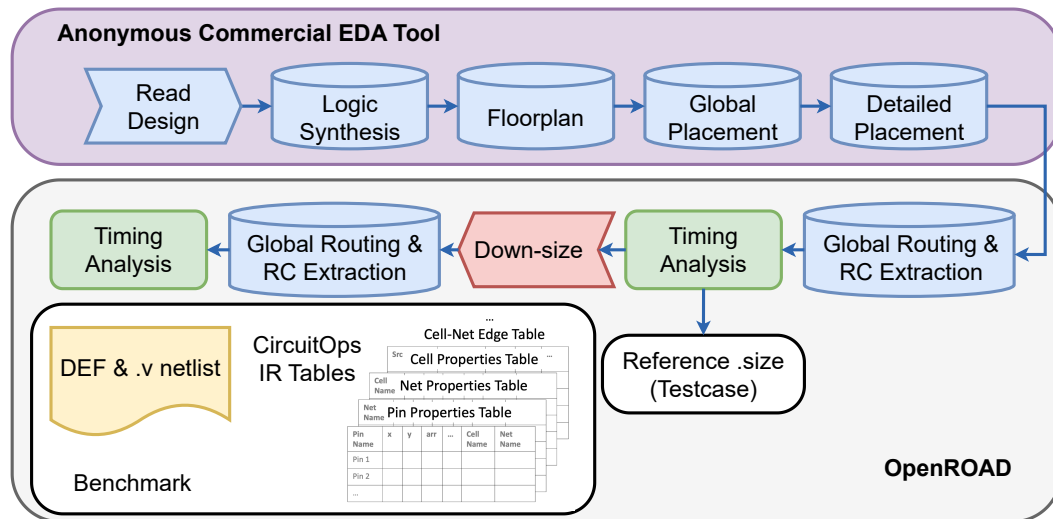 Anonymous Commercial EDA Tool
Read
Design
Logic
Synthesis
Floorplan
Global
Placement
Detailed
Placement
Timing
Analysis
Global Routing &
RC Extraction
Down-size
Timing
Analysis
Global Routing &
RC Extraction
DEF & .v netlist
CircuitOps
IR Tables
...
Cell-Net Edge Table
Src
...
Cell Properties Table
Cell
Name
Net Properties Table
Net
Name
Pin Properties Table
Pin
Name
x
y
arr
...
Cell
Name
Net
Name
Pin 1
Pin 2
...
Benchmark
Reference .size
(Testcase)
OpenROAD